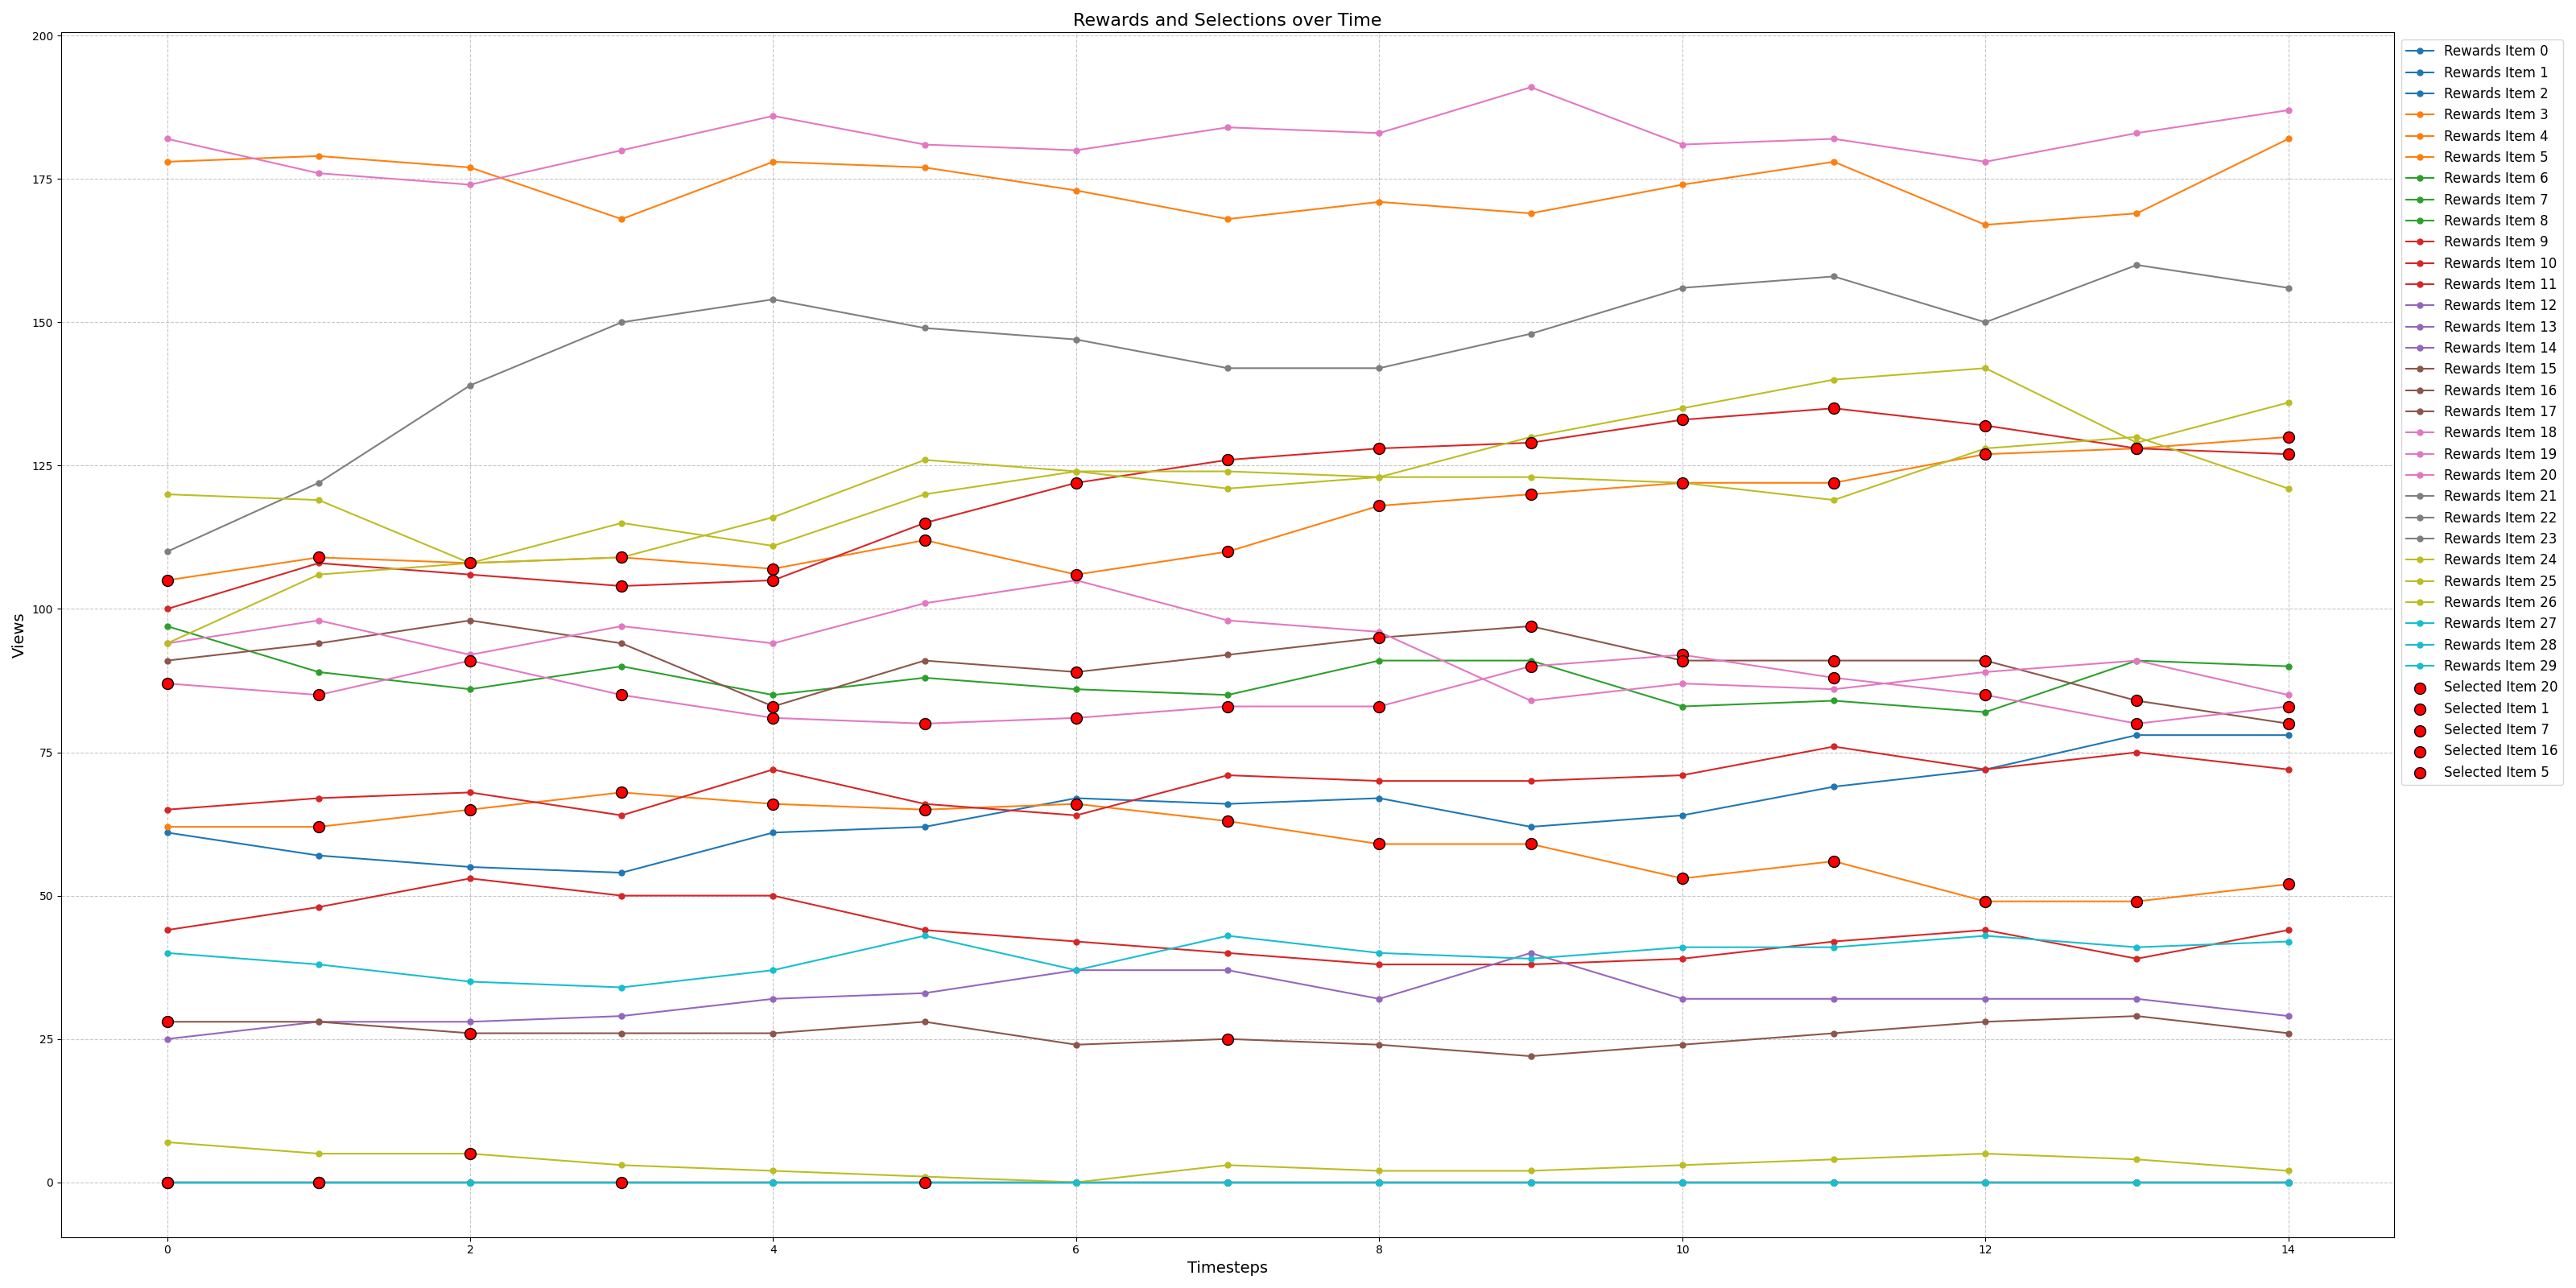 Rewards and Selections over Time
Views
200
175
150
125
100
75
50
25
0
0 2 4 6 8 10 12 14
Timesteps
Rewards Item 0
Rewards Item 1
Rewards Item 2
Rewards Item 3
Rewards Item 4
Rewards Item 5
Rewards Item 6
Rewards Item 7
Rewards Item 8
Rewards Item 9
Rewards Item 10
Rewards Item 11
Rewards Item 12
Rewards Item 13
Rewards Item 14
Rewards Item 15
Rewards Item 16
Rewards Item 17
Rewards Item 18
Rewards Item 19
Rewards Item 20
Rewards Item 21
Rewards Item 22
Rewards Item 23
Rewards Item 24
Rewards Item 25
Rewards Item 26
Rewards Item 27
Rewards Item 28
Rewards Item 29
Selected Item 20
Selected Item 1
Selected Item 7
Selected Item 16
Selected Item 5